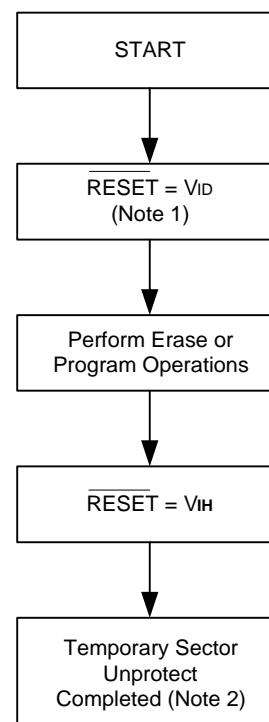 START
RESET = VID
(Note 1)
Perform Erase or
Program Operations
RESET = VIH
Temporary Sector
Unprotect
Completed (Note 2)